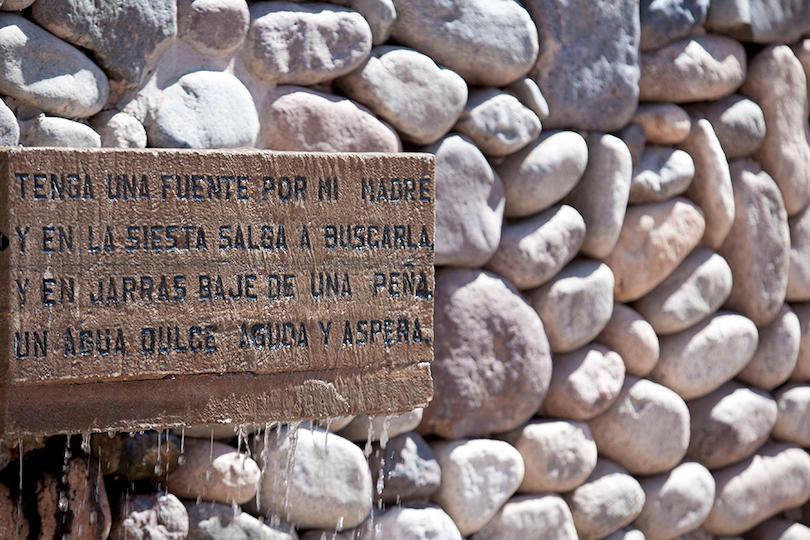 TENGA UNA FUENTE POR MI MADRE
Y EN LA SIESTA SALGA A BUSCARLA,
Y EN JARRAS BAJE DE UNA PEÑA
UN AGUA DULCE AGUDA Y ASPERA.